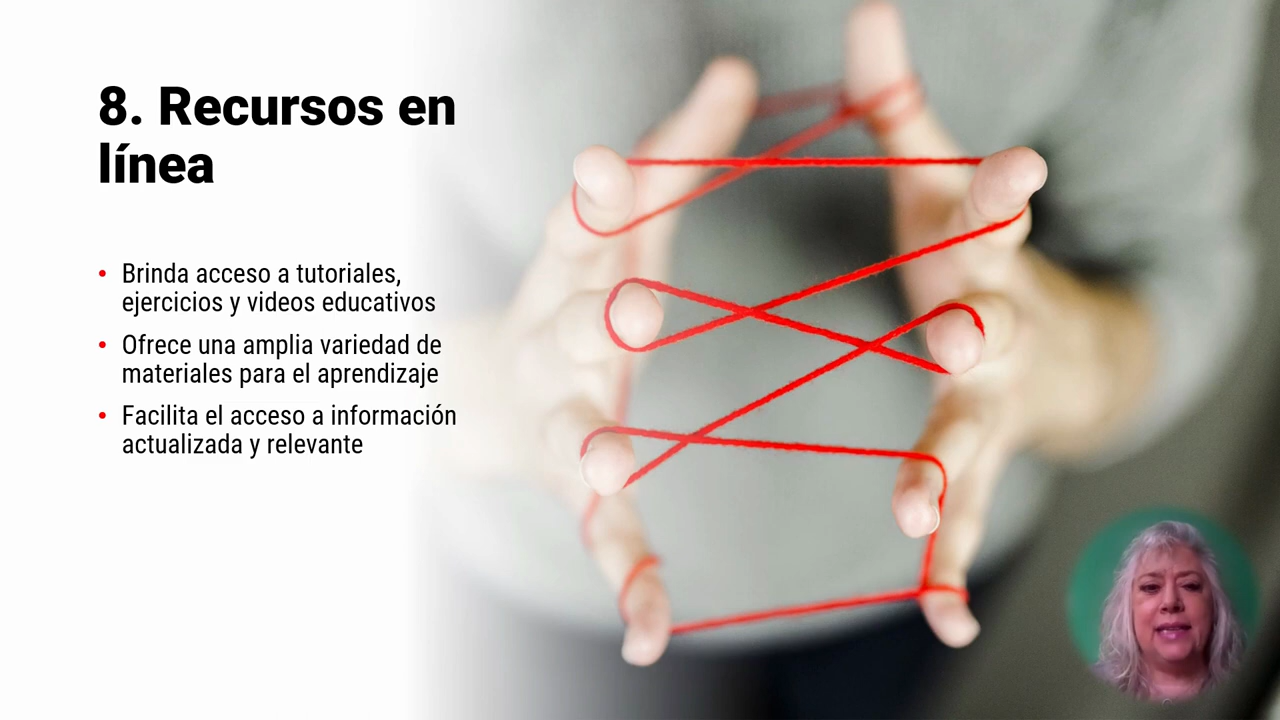 8. Recursos en
línea
• Brinda acceso a tutoriales,
ejercicios y videos educativos
• Ofrece una amplia variedad de
materiales para el aprendizaje
• Facilita el acceso a información
actualizada y relevante